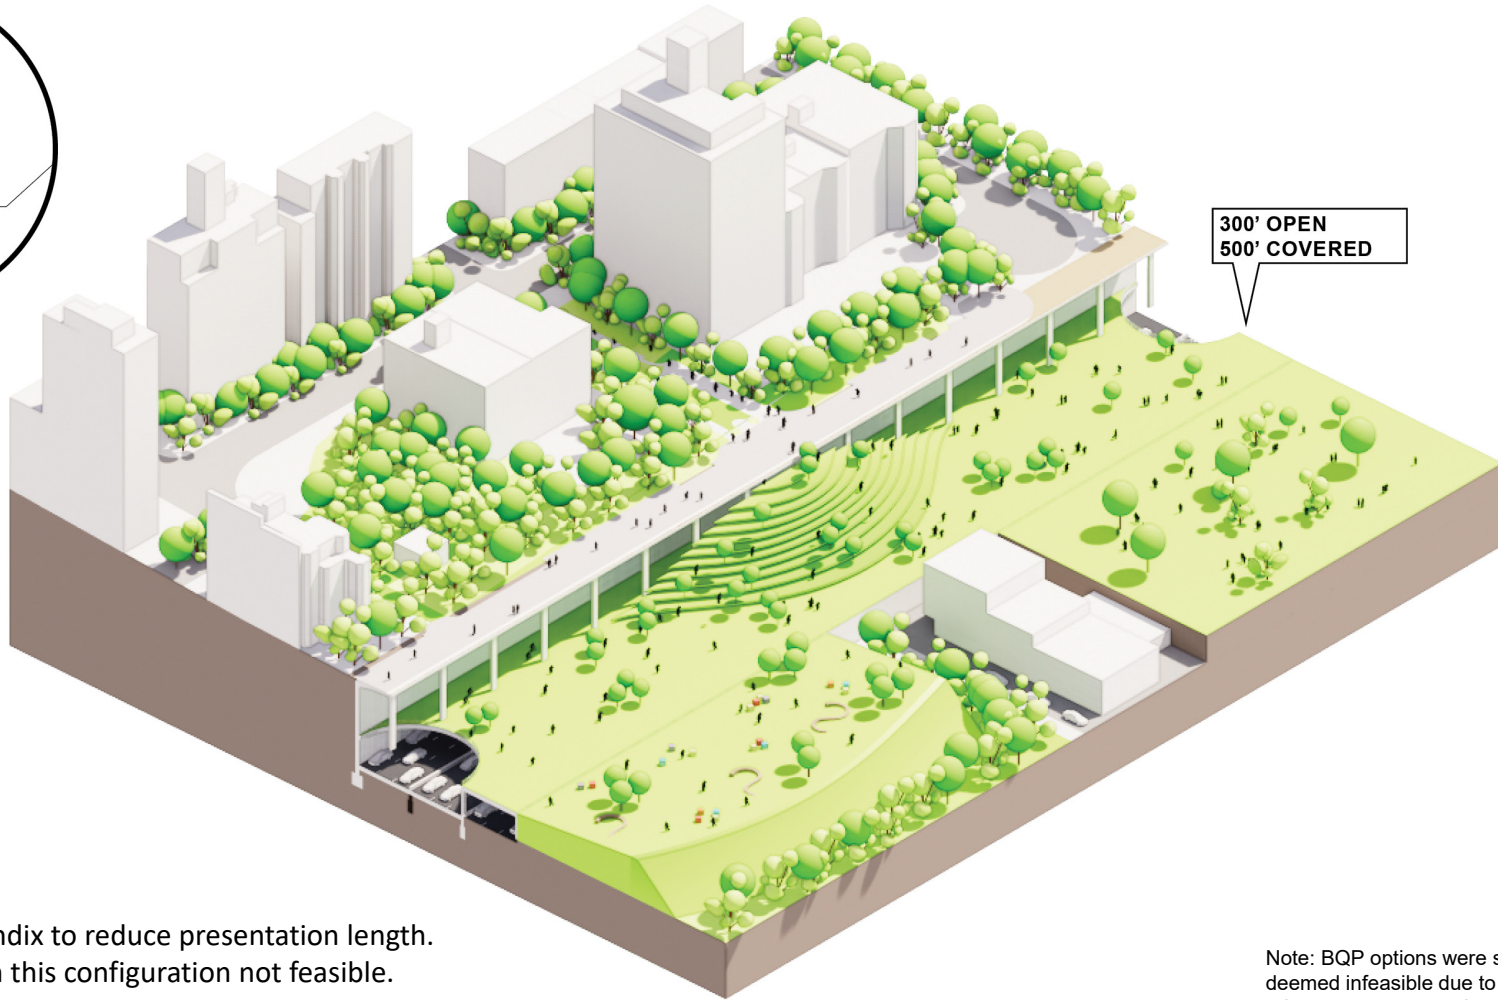 300’ OPEN
500’ COVERED
to reduce presentation length.
this configuration not feasible.
Note: BQP options were
deemed infeasible due to